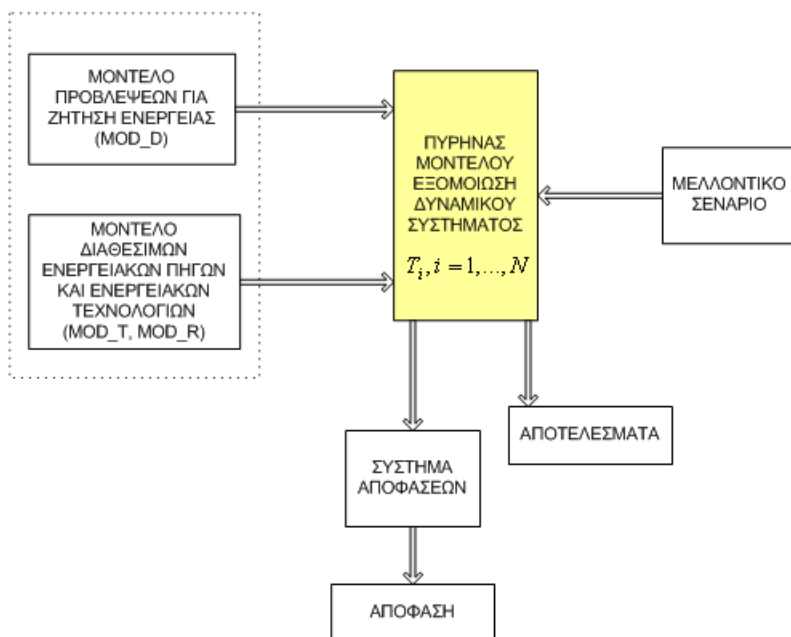 ΜΟΝΤΕΛΟ
ΠΡΟΒΛΕΨΕΩΝ ΓΙΑ
ΖΗΤΗΣΗ ΕΝΕΡΓΕΙΑΣ
(MOD_D)
ΜΟΝΤΕΛΟ
ΔΙΑΘΕΣΙΜΩΝ
ΕΝΕΡΓΕΙΑΚΩΝ ΠΗΓΩΝ
ΚΑΙ ΕΝΕΡΓΕΙΑΚΩΝ
ΤΕΧΝΟΛΟΓΙΩΝ
(MOD_T, MOD_R)
ΠΥΡΗΝΑΣ
ΜΟΝΤΕΛΟΥ
ΕΞΟΜΟΙΩΣΗ
ΔΥΝΑΜΙΚΟΥ
ΣΥΣΤΗΜΑΤΟΣ
T_i, i = 1,..., N
ΜΕΛΛΟΝΤΙΚΟ
ΣΕΝΑΡΙΟ
ΑΠΟΤΕΛΕΣΜΑΤΑ
ΣΥΣΤΗΜΑ
ΑΠΟΦΑΣΕΩΝ
ΑΠΟΦΑΣΗ